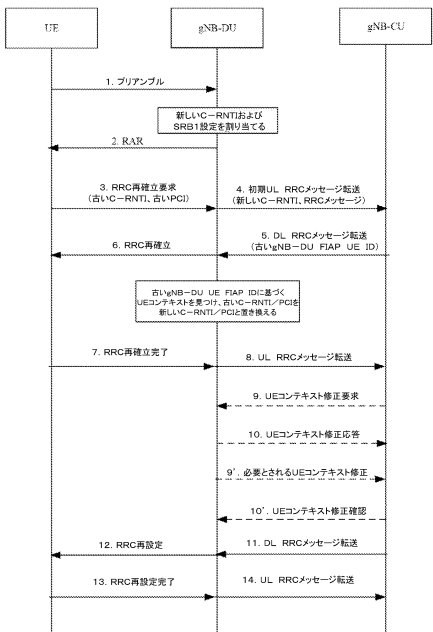 UE
gNB-DU
gNB-CU
1. プリアンブル
新しいC-RNTIおよび
SRB1設定を割り当てる
2. RAR
3. RRC再確立要求
(古いC-RNTI、古いPCI)
4. 初期UL RRCメッセージ転送
(新しいC-RNTI、RRCメッセージ)
5. DL RRCメッセージ転送
(古いgNB-DU FIAP UE ID)
6. RRC再確立
古いgNB-DU UE FIAP IDに基づく
UEコンテキストを見つけ、古いC-RNTI/PCIを
新しいC-RNTI/PCIと置き換える
7. RRC再確立完了
8. UL RRCメッセージ転送
9. UEコンテキスト修正要求
10. UEコンテキスト修正応答
9'. 必要とされるUEコンテキスト修正
10'. UEコンテキスト修正確認
11. DL RRCメッセージ転送
12. RRC再設定
13. RRC再設定完了
14. UL RRCメッセージ転送